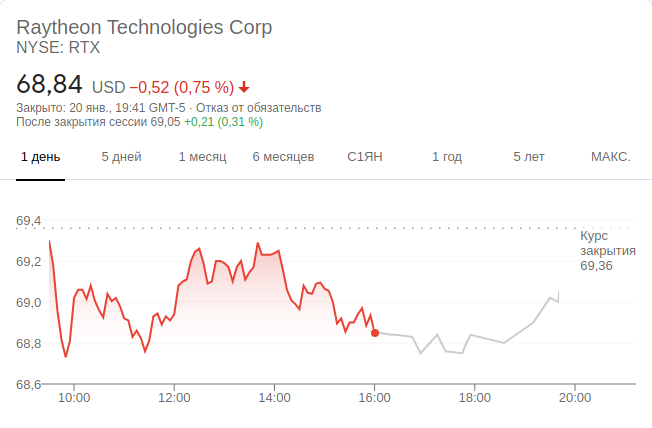 Raytheon Technologies Corp
NYSE: RTX
68,84 USD −0,52 (0,75 %)
Закрыто: 20 янв., 19:41 GMT-5 · Отказ от обязательств
После закрытия сессии 69,05 +0,21 (0,31 %)
1 день 5 дней 1 месяц 6 месяцев С1ЯН 1 год 5 лет МАКС.
69,4
Курс
закрытия
69,36
69,2
69,0
68,8
68,6
10:00 12:00 14:00 16:00 18:00 20:00